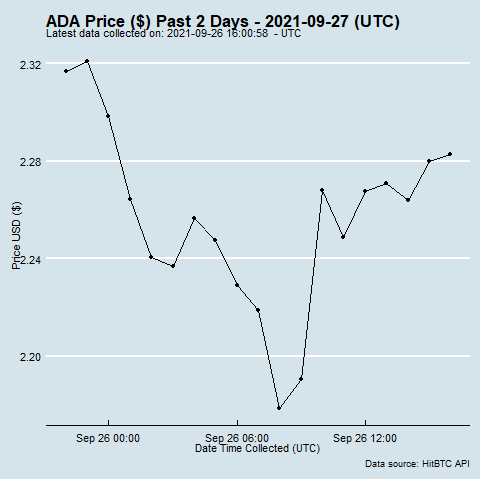 ADA Price ($) Past 2 Days - 2021-09-27 (UTC)
Latest data collected on: 2021-09-26 16:00:58  - UTC
2.32
2.28
2.24
2.20
Price USD ($)
Sep 26 00:00
Sep 26 06:00
Sep 26 12:00
Date Time Collected (UTC)
Data source: HitBTC API